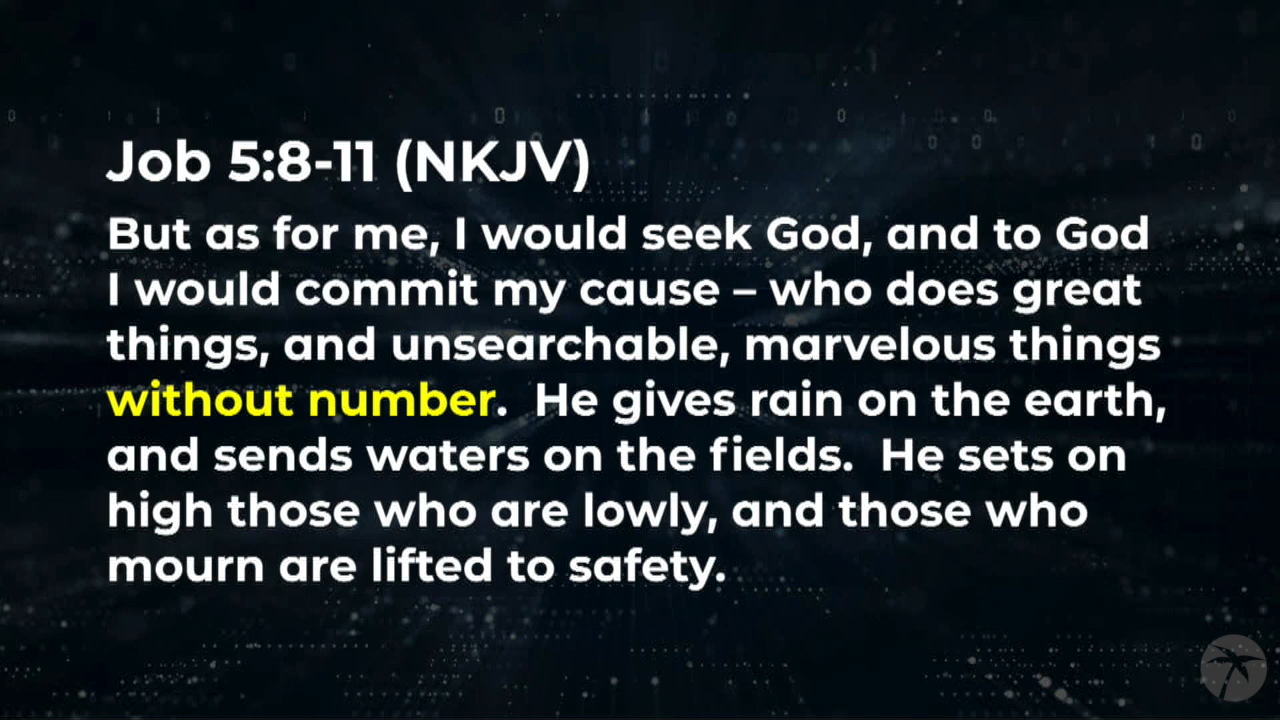 Job 5:8-11 (NKJV)
But as for me, I would seek God, and to God
I would commit my cause – who does great
things, and unsearchable, marvelous things
without number.  He gives rain on the earth,
and sends waters on the fields.  He sets on
high those who are lowly, and those who
mourn are lifted to safety.